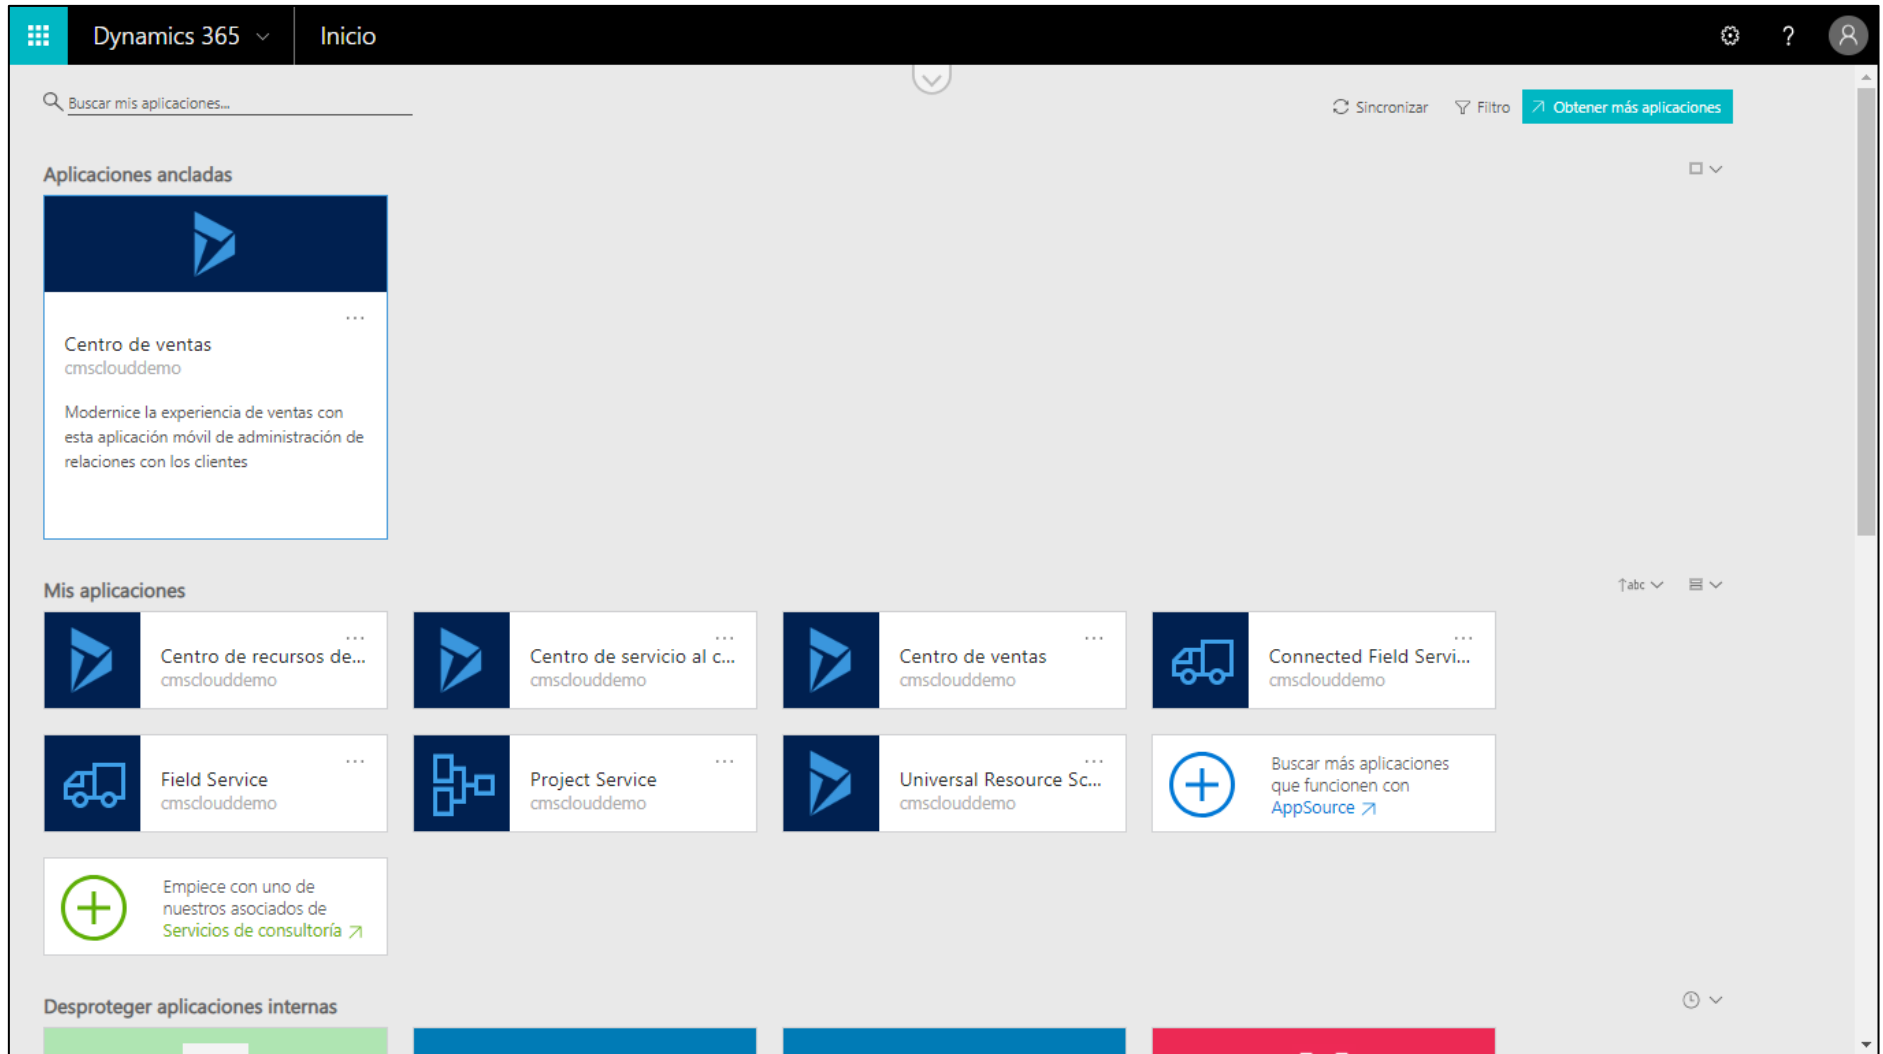 Dynamics 365
Inicio
?
Buscar mis aplicaciones...
Sincronizar
Filtro
Obtener más aplicaciones
Aplicaciones ancladas
...
Centro de ventas
cmsclouddemo
Modernice la experiencia de ventas con
esta aplicación móvil de administración de
relaciones con los clientes
Mis aplicaciones
abc
...
Centro de recursos de...
cmsclouddemo
...
Centro de servicio al c...
cmsclouddemo
...
Centro de ventas
cmsclouddemo
...
Connected Field Servi...
cmsclouddemo
...
Field Service
cmsclouddemo
...
Project Service
cmsclouddemo
...
Universal Resource Sc...
cmsclouddemo
Buscar más aplicaciones
que funcionen con
AppSource
Empiece con uno de
nuestros asociados de
Servicios de consultoría
Desproteger aplicaciones internas